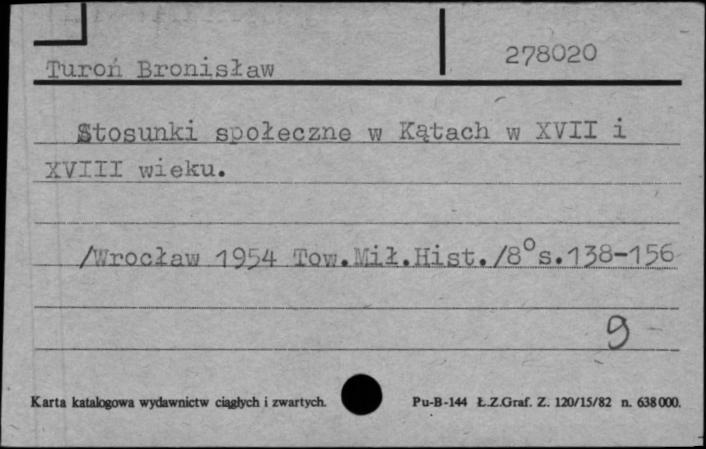 Turoń Bronisław 278020
Stosunki społeczne w Kątach w XVII i
XVIII wieku.
/Wrocław 1954 Tow.Mił.Hist./8° s.138-156
9
Karta katalogowa wydawnictw ciągłych i zwartych. Pu-B-144 Ł.Z.Graf. Z. 120/15/82 n. 638000.